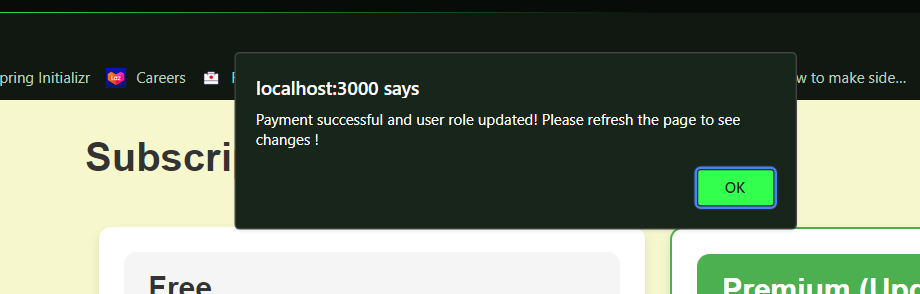 pring Initializr Careers w to make side...
localhost:3000 says
Payment successful and user role updated! Please refresh the page to see
changes !
OK
Subscri
Free
Premium (Upg